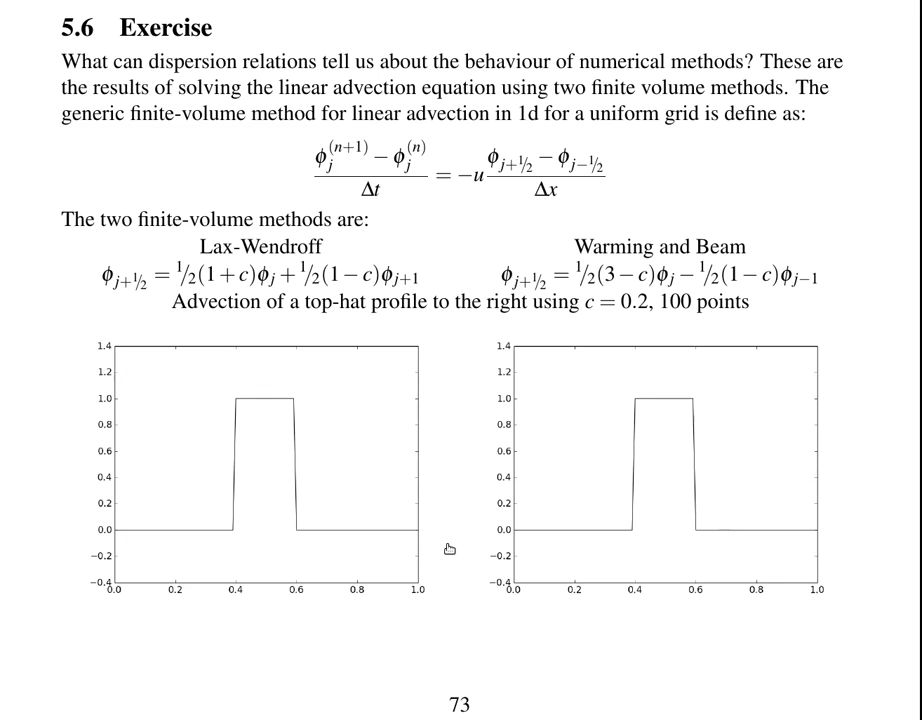 5.6 Exercise
What can dispersion relations tell us about the behaviour of numerical methods? These are
the results of solving the linear advection equation using two finite volume methods. The
generic finite-volume method for linear advection in 1d for a uniform grid is define as:
ϕ_j^(n+1) − ϕ_j^(n) / Δt = −u ϕ_{j+1/2} − ϕ_{j−1/2} / Δx
The two finite-volume methods are:
Lax-Wendroff Warming and Beam
ϕ_{j+1/2} = 1/2(1+c)ϕ_j + 1/2(1−c)ϕ_{j+1} ϕ_{j+1/2} = 1/2(3−c)ϕ_j − 1/2(1−c)ϕ_{j−1}
Advection of a top-hat profile to the right using c = 0.2, 100 points
1.4 1.4
1.2 1.2
1.0 1.0
0.8 0.8
0.6 0.6
0.4 0.4
0.2 0.2
0.0 0.0
−0.2 −0.2
−0.4 −0.4
0.0 0.2 0.4 0.6 0.8 1.0 0.0 0.2 0.4 0.6 0.8 1.0
73